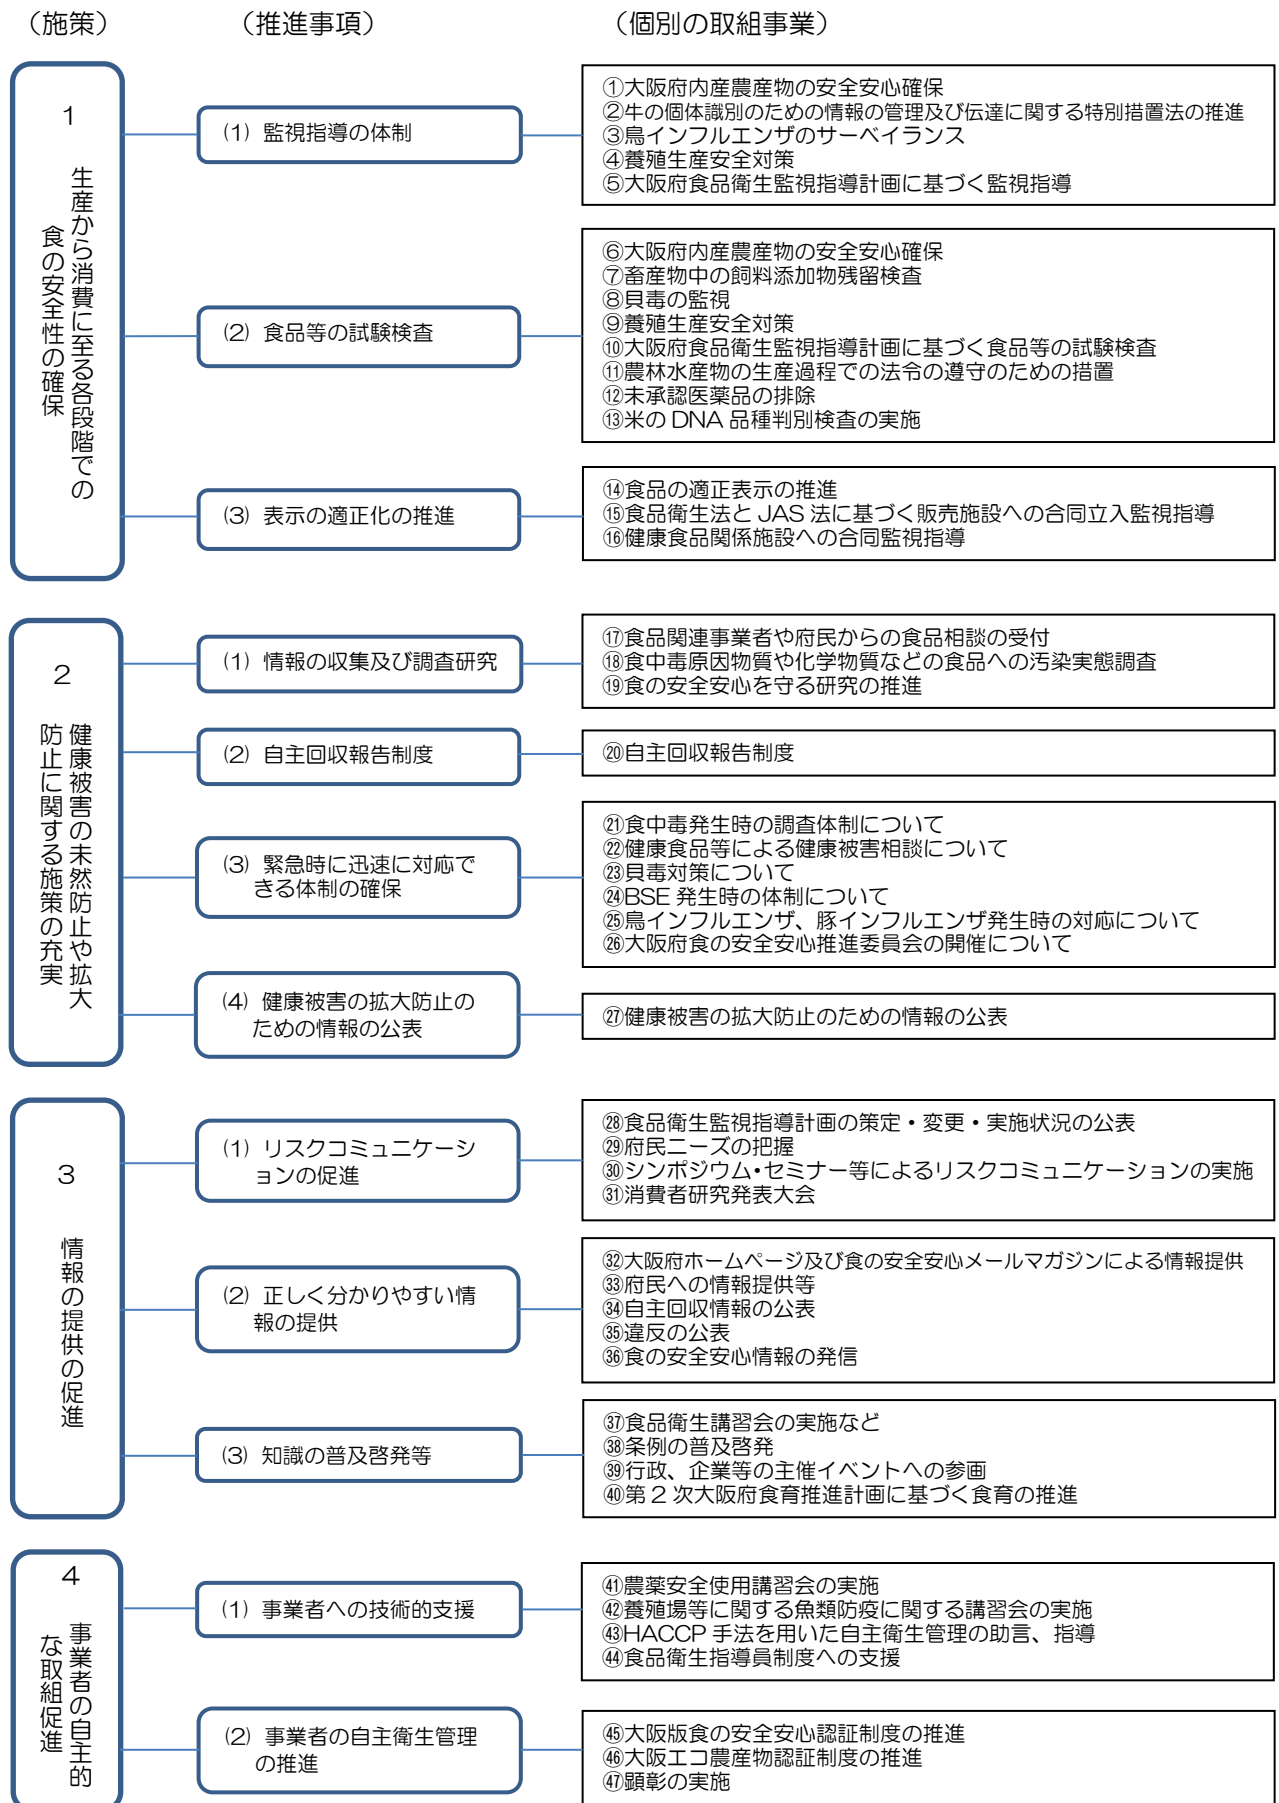 （施策）
（推進事項）
（個別の取組事業）
1
生産から消費に至る各段階での
食の安全性の確保
(1) 監視指導の体制
①大阪府内産農産物の安全安心確保
②牛の個体識別のための情報の管理及び伝達に関する特別措置法の推進
③鳥インフルエンザのサーベイランス
④養殖生産安全対策
⑤大阪府食品衛生監視指導計画に基づく監視指導
(2) 食品等の試験検査
⑥大阪府内産農産物の安全安心確保
⑦畜産物中の飼料添加物残留検査
⑧貝毒の監視
⑨養殖生産安全対策
⑩大阪府食品衛生監視指導計画に基づく食品等の試験検査
⑪農林水産物の生産過程での法令の遵守のための措置
⑫未承認医薬品の排除
⑬米の DNA 品種判別検査の実施
(3) 表示の適正化の推進
⑭食品の適正表示の推進
⑮食品衛生法と JAS 法に基づく販売施設への合同立入監視指導
⑯健康食品関係施設への合同監視指導
2
健康被害の未然防止や拡大
防止に関する施策の充実
(1) 情報の収集及び調査研究
⑰食品関連事業者や府民からの食品相談の受付
⑱食中毒原因物質や化学物質などの食品への汚染実態調査
⑲食の安全安心を守る研究の推進
(2) 自主回収報告制度
⑳自主回収報告制度
(3) 緊急時に迅速に対応で
きる体制の確保
㉑食中毒発生時の調査体制について
㉒健康食品等による健康被害相談について
㉓貝毒対策について
㉔BSE 発生時の体制について
㉕鳥インフルエンザ、豚インフルエンザ発生時の対応について
㉖大阪府食の安全安心推進委員会の開催について
(4) 健康被害の拡大防止の
ための情報の公表
㉗健康被害の拡大防止のための情報の公表
3
情報の提供の促進
(1) リスクコミュニケーシ
ョンの促進
㉘食品衛生監視指導計画の策定・変更・実施状況の公表
㉙府民ニーズの把握
㉚シンポジウム・セミナー等によるリスクコミュニケーションの実施
㉛消費者研究発表大会
(2) 正しく分かりやすい情
報の提供
㉜大阪府ホームページ及び食の安全安心メールマガジンによる情報提供
㉝府民への情報提供等
㉞自主回収情報の公表
㉟違反の公表
㊱食の安全安心情報の発信
(3) 知識の普及啓発等
㊲食品衛生講習会の実施など
㊳条例の普及啓発
㊴行政、企業等の主催イベントへの参画
㊵第 2 次大阪府食育推進計画に基づく食育の推進
4
事業者の自主的
な取組促進
(1) 事業者への技術的支援
㊶農薬安全使用講習会の実施
㊷養殖場等に関する魚類防疫に関する講習会の実施
㊸HACCP 手法を用いた自主衛生管理の助言、指導
㊹食品衛生指導員制度への支援
(2) 事業者の自主衛生管理
の推進
㊺大阪版食の安全安心認証制度の推進
㊻大阪エコ農産物認証制度の推進
㊼顕彰の実施